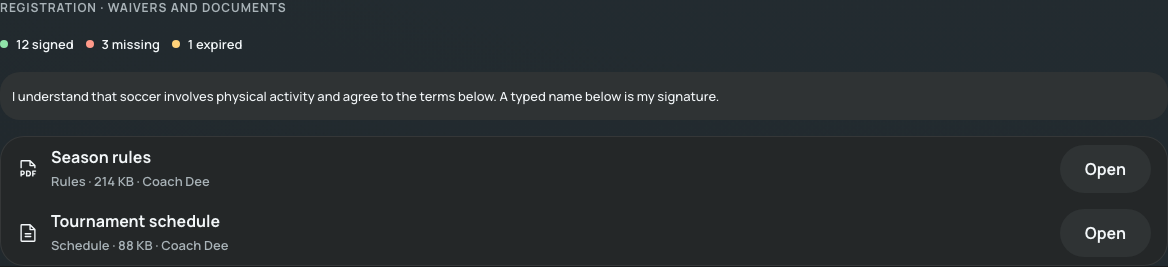 REGISTRATION · WAIVERS AND DOCUMENTS
12 signed 3 missing 1 expired
I understand that soccer involves physical activity and agree to the terms below. A typed name below is my signature.
PDF
Season rules
Rules · 214 KB · Coach Dee
Open
Tournament schedule
Schedule · 88 KB · Coach Dee
Open